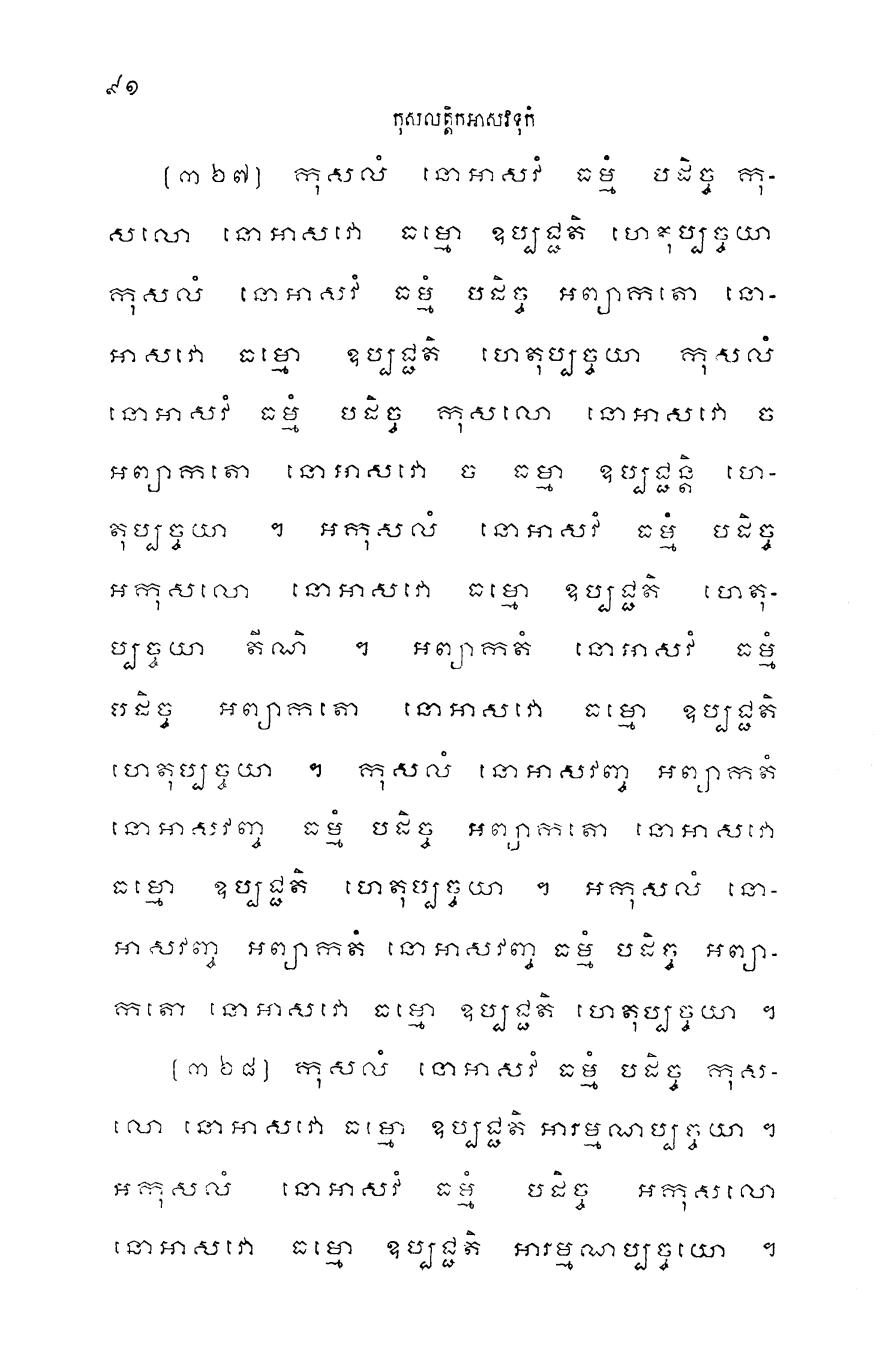 ៩១
កុសលត្តិកអាសវទុកំ
[៣៦៧] កុសលំ នោអាសវំ ធម្មំ បដិច្ច កុ-
សលោ នោអាសវោ ធម្មោ ឧប្បជ្ជតិ ហេតុប្បច្ចយា
កុសលំ នោអាសវំ ធម្មំ បដិច្ច អព្យាកតោ នោ-
អាសវោ ធម្មោ ឧប្បជ្ជតិ ហេតុប្បច្ចយា កុសលំ
នោអាសវំ ធម្មំ បដិច្ច កុសលោ នោអាសវោ ច
អព្យាកតោ នោអាសវោ ច ធម្មា ឧប្បជ្ជន្តិ ហេ-
តុប្បច្ចយា ។ អកុសលំ នោអាសវំ ធម្មំ បដិច្ច
អកុសលោ នោអាសវោ ធម្មោ ឧប្បជ្ជតិ ហេតុ-
ប្បច្ចយា តីណិ ។ អព្យាកតំ នោអាសវំ ធម្មំ
បដិច្ច អព្យាកតោ នោអាសវោ ធម្មោ ឧប្បជ្ជតិ
ហេតុប្បច្ចយា ។ កុសលំ នោអាសវញ្ច អព្យាកតំ
នោអាសវញ្ច ធម្មំ បដិច្ច អព្យាកតោ នោអាសវោ
ធម្មោ ឧប្បជ្ជតិ ហេតុប្បច្ចយា ។ អកុសលំ នោ-
អាសវញ្ច អព្យាកតំ នោអាសវញ្ច ធម្មំ បដិច្ច អព្យា-
កតោ នោអាសវោ ធម្មោ ឧប្បជ្ជតិ ហេតុប្បច្ចយា ។
[៣៦៨] កុសលំ នោអាសវំ ធម្មំ បដិច្ច កុស-
លោ នោអាសវោ ធម្មោ ឧប្បជ្ជតិ អារម្មណប្បច្ចយា ។
អកុសលំ នោអាសវំ ធម្មំ បដិច្ច អកុសលោ
នោអាសវោ ធម្មោ ឧប្បជ្ជតិ អារម្មណប្បច្ចយោ ។